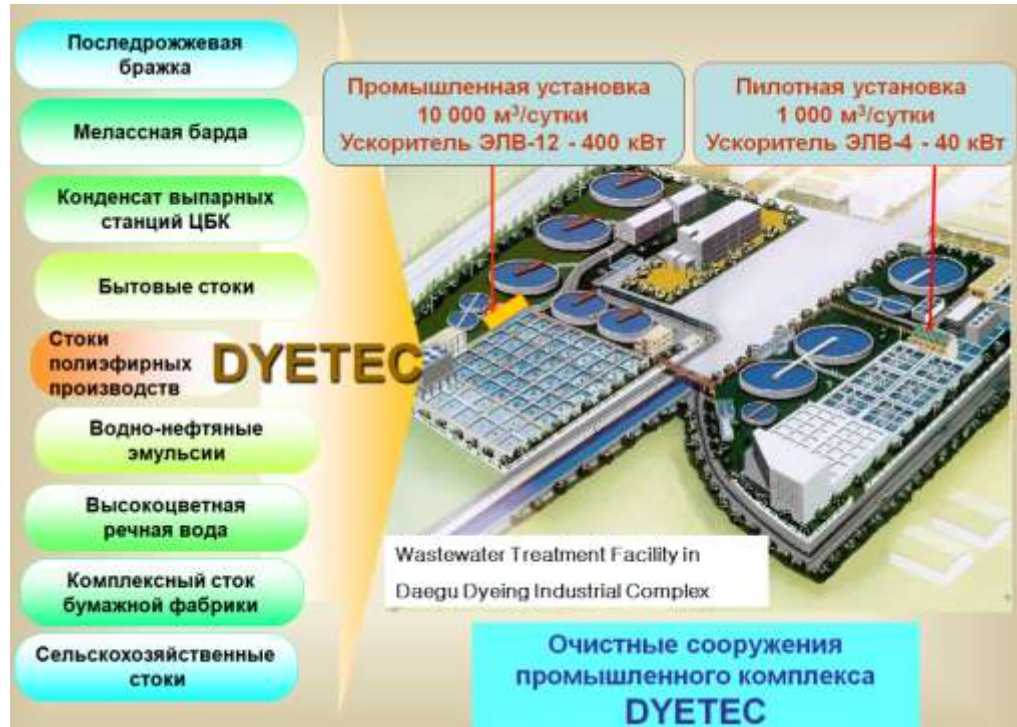 Последрожжевая
бражка
Мелассная барда
Конденсат выпарных
станций ЦБК
Бытовые стоки
Стоки
полиэфирных
производств
DYETEC
Водно-нефтяные
эмульсии
Высокоцветная
речная вода
Комплексный сток
бумажной фабрики
Сельскохозяйственные
стоки
Промышленная установка
10 000 м³/сутки
Ускоритель ЭЛВ-12 - 400 кВт
Пилотная установка
1 000 м³/сутки
Ускоритель ЭЛВ-4 - 40 кВт
Wastewater Treatment Facility in
Daegu Dyeing Industrial Complex
Очистные сооружения
промышленного комплекса
DYETEC